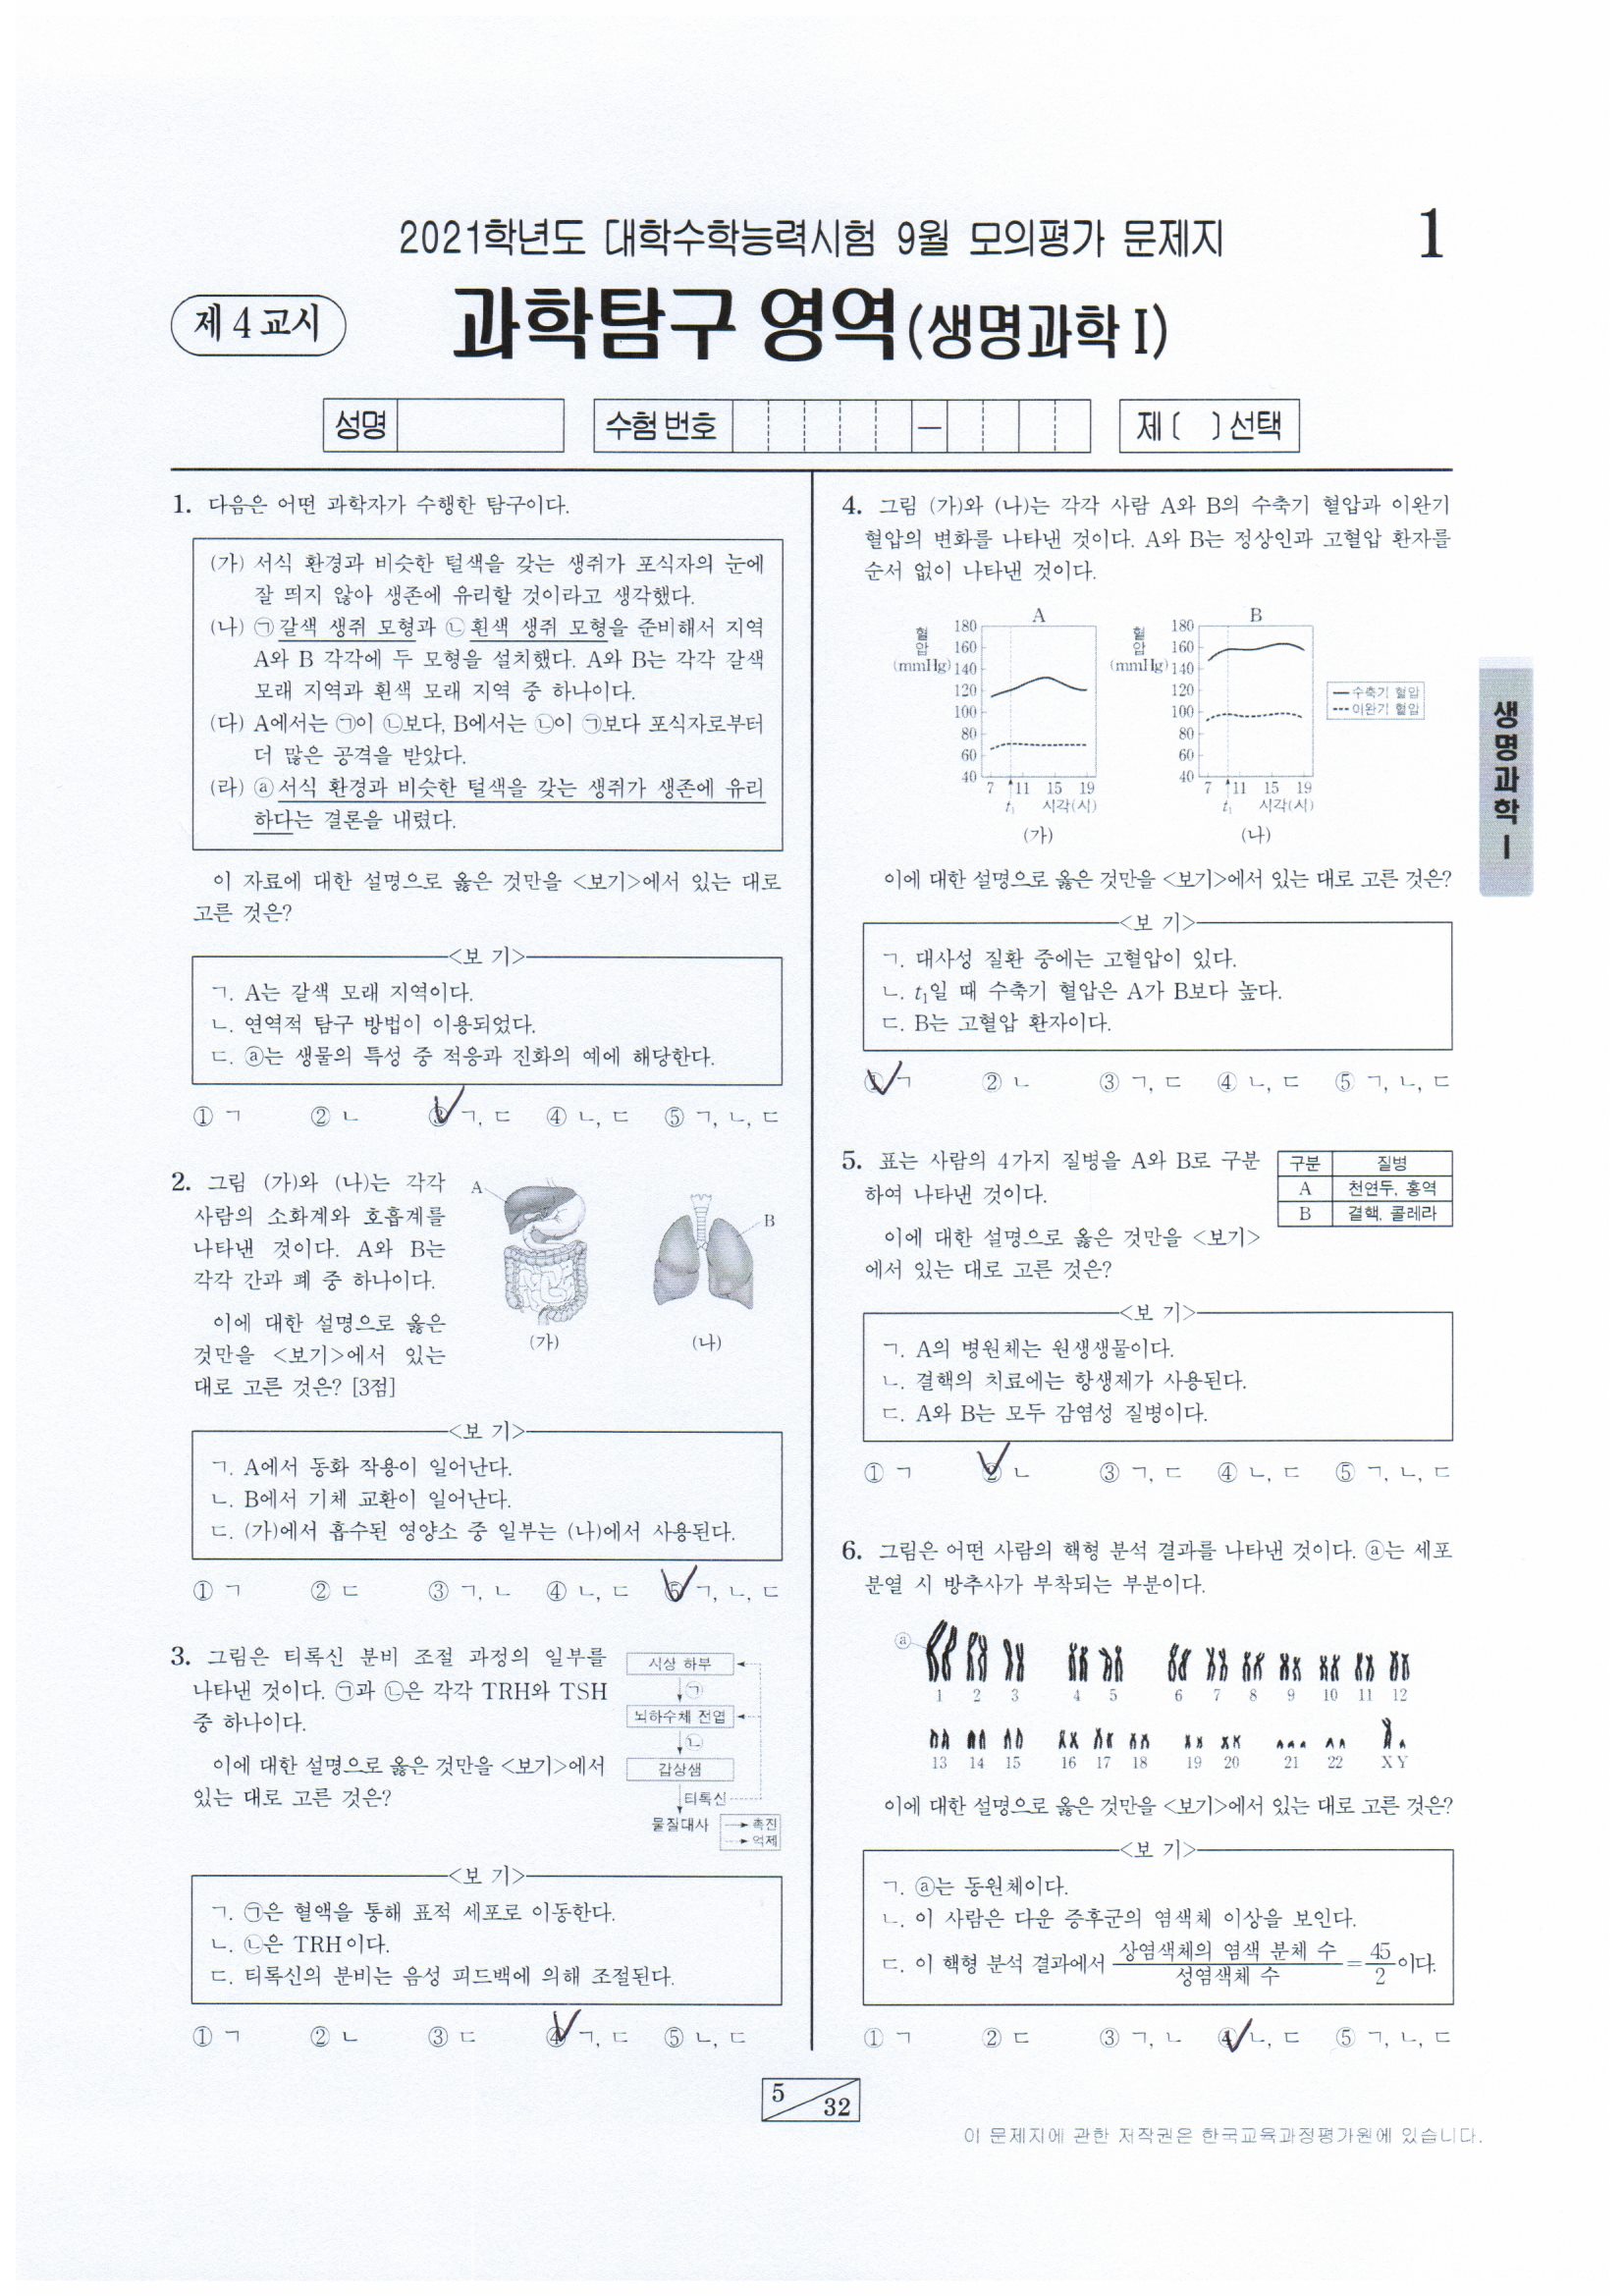 2021학년도 대학수학능력시험 9월 모의평가 문제지
1
제 4 교시
과학탐구 영역(생명과학 I)
성명
수험 번호
—
제 [ ] 선택
1. 다음은 어떤 과학자가 수행한 탐구이다.
(가) 서식 환경과 비슷한 털색을 갖는 생쥐가 포식자의 눈에
잘 띄지 않아 생존에 유리할 것이라고 생각했다.
(나) ㉠갈색 생쥐 모형과 ㉡흰색 생쥐 모형을 준비해서 지역
A와 B 각각에 두 모형을 설치했다. A와 B는 각각 갈색
모래 지역과 흰색 모래 지역 중 하나이다.
(다) A에서는 ㉠이 ㉡보다, B에서는 ㉡이 ㉠보다 포식자로부터
더 많은 공격을 받았다.
(라) ⓐ서식 환경과 비슷한 털색을 갖는 생쥐가 생존에 유리
하다는 결론을 내렸다.
이 자료에 대한 설명으로 옳은 것만을 <보기>에서 있는 대로
고른 것은?
<보 기>
ㄱ. A는 갈색 모래 지역이다.
ㄴ. 연역적 탐구 방법이 이용되었다.
ㄷ. ⓐ는 생물의 특성 중 적응과 진화의 예에 해당한다.
① ㄱ ② ㄴ ③ ㄱ, ㄷ ④ ㄴ, ㄷ ⑤ ㄱ, ㄴ, ㄷ
2. 그림 (가)와 (나)는 각각
사람의 소화계와 호흡계를
나타낸 것이다. A와 B는
각각 간과 폐 중 하나이다.
이에 대한 설명으로 옳은
것만을 <보기>에서 있는
대로 고른 것은? [3점]
A
B
(가) (나)
<보 기>
ㄱ. A에서 동화 작용이 일어난다.
ㄴ. B에서 기체 교환이 일어난다.
ㄷ. (가)에서 흡수된 영양소 중 일부는 (나)에서 사용된다.
① ㄱ ② ㄷ ③ ㄱ, ㄴ ④ ㄴ, ㄷ ⑤ ㄱ, ㄴ, ㄷ
3. 그림은 티록신 분비 조절 과정의 일부를
나타낸 것이다. ㉠과 ㉡은 각각 TRH와 TSH
중 하나이다.
이에 대한 설명으로 옳은 것만을 <보기>에서
있는 대로 고른 것은?
시상 하부
㉠
뇌하수체 전엽
㉡
갑상샘
티록신
물질대사
촉진
억제
<보 기>
ㄱ. ㉠은 혈액을 통해 표적 세포로 이동한다.
ㄴ. ㉡은 TRH이다.
ㄷ. 티록신의 분비는 음성 피드백에 의해 조절된다.
① ㄱ ② ㄴ ③ ㄷ ④ ㄱ, ㄷ ⑤ ㄴ, ㄷ
4. 그림 (가)와 (나)는 각각 사람 A와 B의 수축기 혈압과 이완기
혈압의 변화를 나타낸 것이다. A와 B는 정상인과 고혈압 환자를
순서 없이 나타낸 것이다.
A
혈압
(mmHg)
180
160
140
120
100
80
60
40
7 11 15 19
t₁ 시각(시)
(가)
B
혈압
(mmHg)
180
160
140
120
100
80
60
40
7 11 15 19
t₁ 시각(시)
(나)
수축기 혈압
이완기 혈압
이에 대한 설명으로 옳은 것만을 <보기>에서 있는 대로 고른 것은?
<보 기>
ㄱ. 대사성 질환 중에는 고혈압이 있다.
ㄴ. t₁일 때 수축기 혈압은 A가 B보다 높다.
ㄷ. B는 고혈압 환자이다.
① ㄱ ② ㄴ ③ ㄱ, ㄷ ④ ㄴ, ㄷ ⑤ ㄱ, ㄴ, ㄷ
5. 표는 사람의 4가지 질병을 A와 B로 구분
하여 나타낸 것이다.
이에 대한 설명으로 옳은 것만을 <보기>
에서 있는 대로 고른 것은?
구분 질병
A 천연두, 홍역
B 결핵, 콜레라
<보 기>
ㄱ. A의 병원체는 원생생물이다.
ㄴ. 결핵의 치료에는 항생제가 사용된다.
ㄷ. A와 B는 모두 감염성 질병이다.
① ㄱ ② ㄴ ③ ㄱ, ㄷ ④ ㄴ, ㄷ ⑤ ㄱ, ㄴ, ㄷ
6. 그림은 어떤 사람의 핵형 분석 결과를 나타낸 것이다. ⓐ는 세포
분열 시 방추사가 부착되는 부분이다.
ⓐ
1 2 3 4 5 6 7 8 9 10 11 12
13 14 15 16 17 18 19 20 21 22 X Y
이에 대한 설명으로 옳은 것만을 <보기>에서 있는 대로 고른 것은?
<보 기>
ㄱ. ⓐ는 동원체이다.
ㄴ. 이 사람은 다운 증후군의 염색체 이상을 보인다.
ㄷ. 이 핵형 분석 결과에서 상염색체의 염색 분체 수/성염색체 수 = 45/2이다.
① ㄱ ② ㄷ ③ ㄱ, ㄴ ④ ㄴ, ㄷ ⑤ ㄱ, ㄴ, ㄷ
생명과학 I
5 32
이 문제지에 관한 저작권은 한국교육과정평가원에 있습니다.